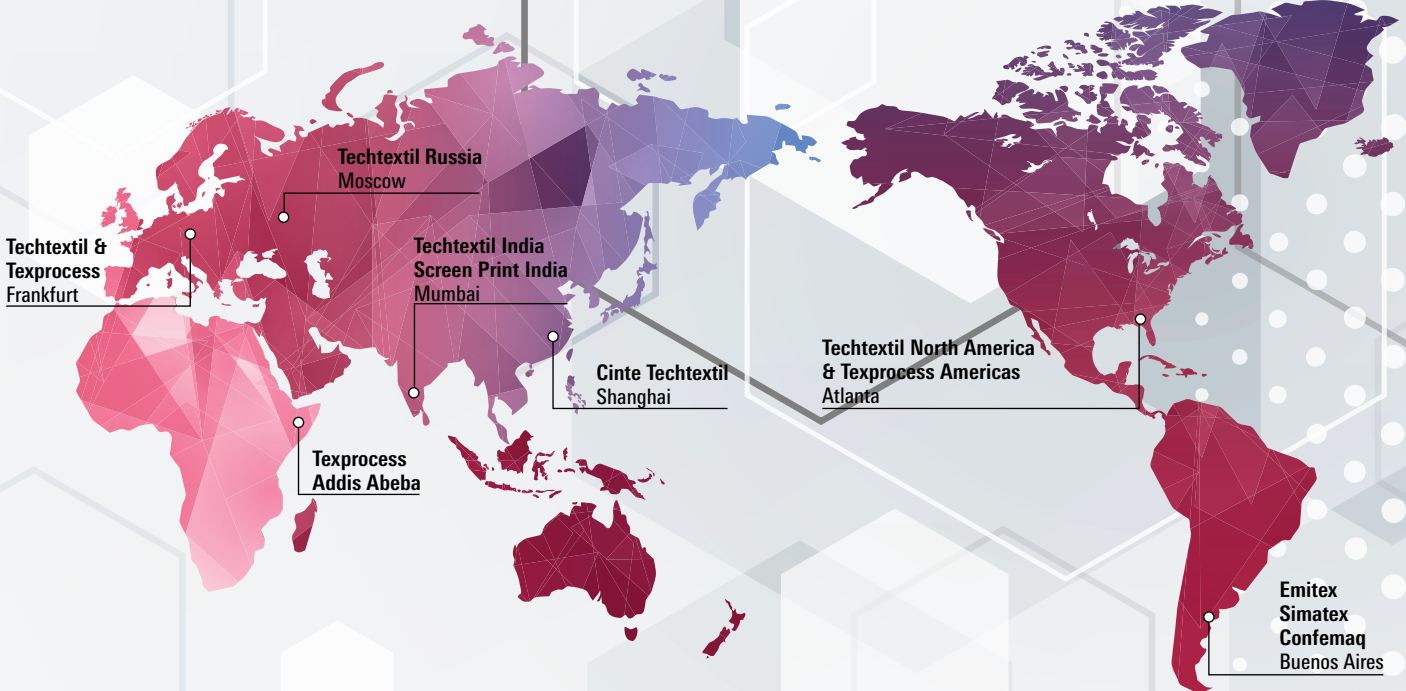 Techtextil Russia
Moscow
Techtextil &
Texprocess
Frankfurt
Techtextil India
Screen Print India
Mumbai
Cinte Techtextil
Shanghai
Techtextil North America
& Texprocess Americas
Atlanta
Texprocess
Addis Abeba
Emitex
Simatex
Confemaq
Buenos Aires